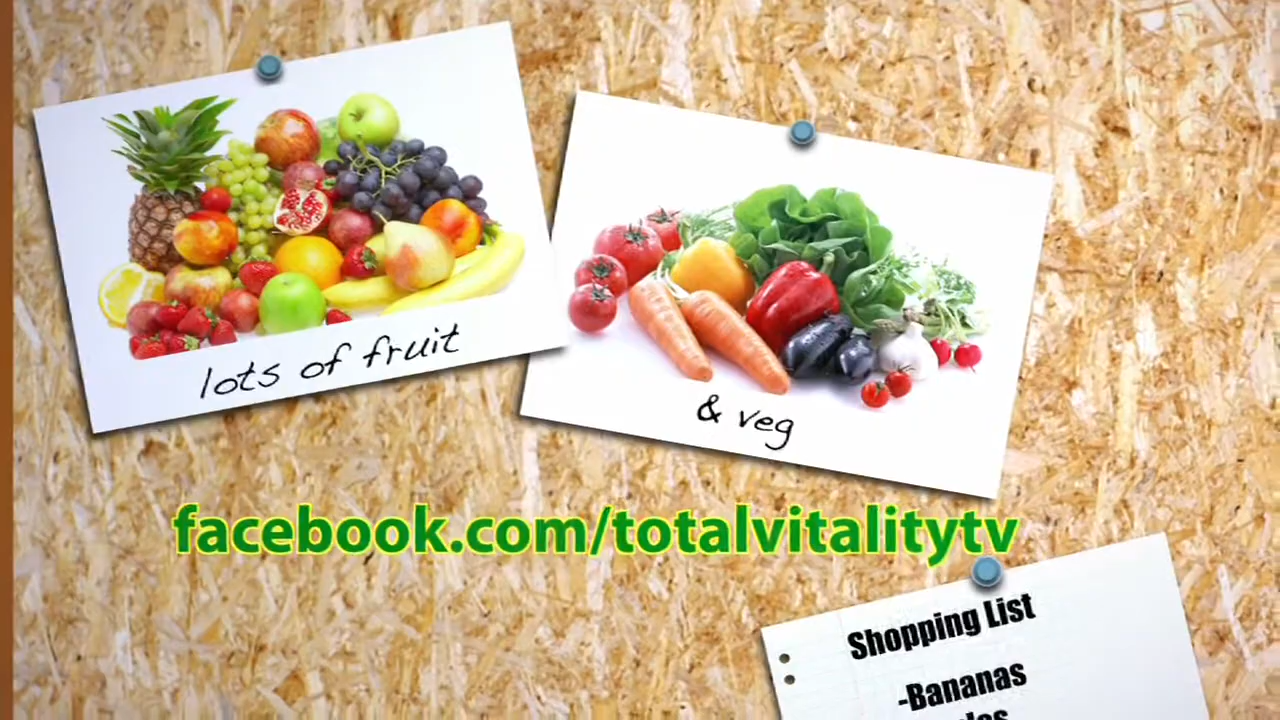 lots of fruit
& veg
facebook.com/totalvitalitytv
Shopping List
-Bananas